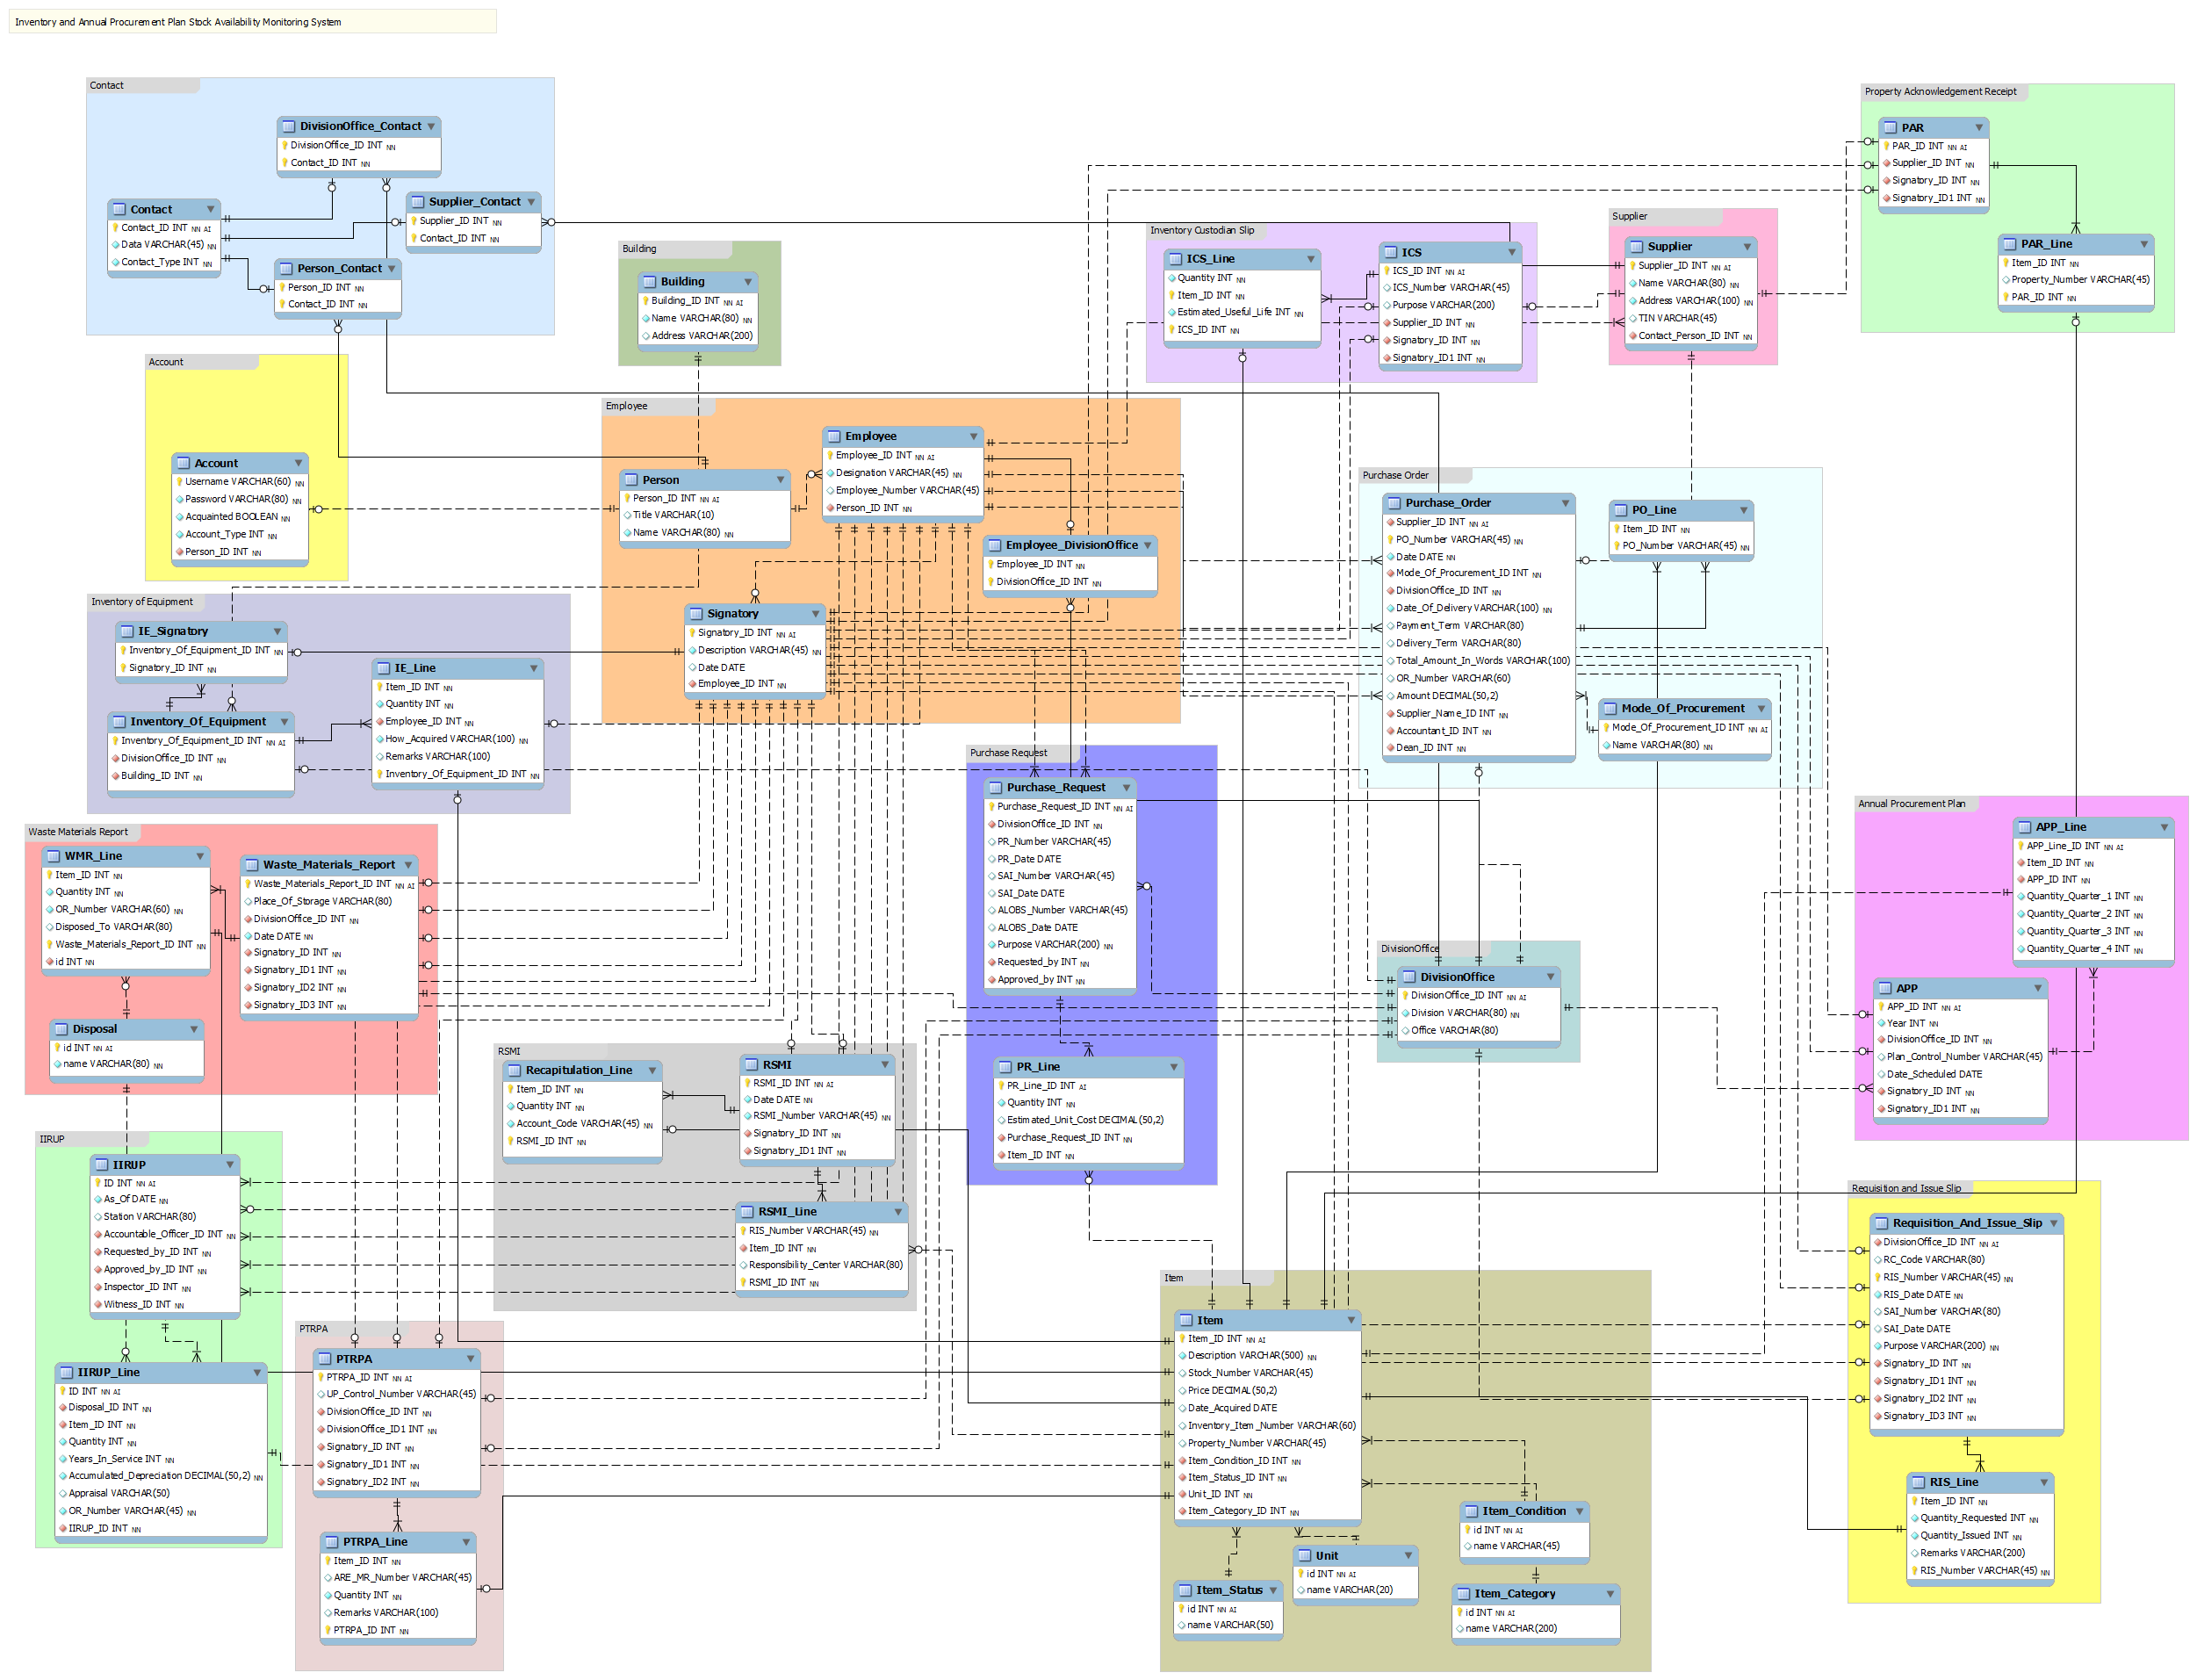 Inventory and Annual Procurement Plan Stock Availability Monitoring System
Contact
DivisionOffice_Contact
DivisionOffice_ID INT NN
Contact_ID INT NN
Contact
Contact_ID INT NN AI
Data VARCHAR(45) NN
Contact_Type INT NN
Supplier_Contact
Supplier_ID INT NN
Contact_ID INT NN
Person_Contact
Person_ID INT NN
Contact_ID INT NN
Building
Building
Building_ID INT NN AI
Name VARCHAR(80) NN
Address VARCHAR(200)
Inventory Custodian Slip
ICS_Line
Quantity INT NN
Item_ID INT NN
Estimated_Useful_Life INT NN
ICS_ID INT NN
ICS
ICS_ID INT NN AI
ICS_Number VARCHAR(45)
Purpose VARCHAR(200)
Supplier_ID INT NN
Signatory_ID INT NN
Signatory_ID1 INT NN
Supplier
Supplier
Supplier_ID INT NN AI
Name VARCHAR(80) NN
Address VARCHAR(100) NN
TIN VARCHAR(45)
Contact_Person_ID INT NN
Property Acknowledgement Receipt
PAR
PAR_ID INT NN AI
Supplier_ID INT NN
Signatory_ID INT NN
Signatory_ID1 INT NN
PAR_Line
Item_ID INT NN
Property_Number VARCHAR(45)
PAR_ID INT NN
Account
Account
Username VARCHAR(60) NN
Password VARCHAR(80) NN
Acquainted BOOLEAN NN
Account_Type INT NN
Person_ID INT NN
Employee
Person
Person_ID INT NN AI
Title VARCHAR(10)
Name VARCHAR(80) NN
Employee
Employee_ID INT NN AI
Designation VARCHAR(45) NN
Employee_Number VARCHAR(45)
Person_ID INT NN
Employee_DivisionOffice
Employee_ID INT NN
DivisionOffice_ID INT NN
Signatory
Signatory_ID INT NN AI
Description VARCHAR(45) NN
Date DATE
Employee_ID INT NN
Purchase Order
Purchase_Order
Supplier_ID INT NN AI
PO_Number VARCHAR(45) NN
Date DATE NN
Mode_Of_Procurement_ID INT NN
DivisionOffice_ID INT NN
Date_Of_Delivery VARCHAR(100) NN
Payment_Term VARCHAR(80)
Delivery_Term VARCHAR(80)
Total_Amount_In_Words VARCHAR(100)
OR_Number VARCHAR(60)
Amount DECIMAL(50,2)
Supplier_Name_ID INT NN
Accountant_ID INT NN
Dean_ID INT NN
PO_Line
Item_ID INT NN
PO_Number VARCHAR(45) NN
Mode_Of_Procurement
Mode_Of_Procurement_ID INT NN AI
Name VARCHAR(80) NN
Inventory of Equipment
IE_Signatory
Inventory_Of_Equipment_ID INT NN
Signatory_ID INT NN
Inventory_Of_Equipment
Inventory_Of_Equipment_ID INT NN AI
DivisionOffice_ID INT NN
Building_ID INT NN
IE_Line
Item_ID INT NN
Quantity INT NN
Employee_ID INT NN
How_Acquired VARCHAR(100) NN
Remarks VARCHAR(100)
Inventory_Of_Equipment_ID INT NN
Waste Materials Report
WMR_Line
Item_ID INT NN
Quantity INT NN
OR_Number VARCHAR(60) NN
Disposed_To VARCHAR(80)
Waste_Materials_Report_ID INT NN
id INT NN
Waste_Materials_Report
Waste_Materials_Report_ID INT NN AI
Place_Of_Storage VARCHAR(80)
DivisionOffice_ID INT NN
Date DATE NN
Signatory_ID INT NN
Signatory_ID1 INT NN
Signatory_ID2 INT NN
Signatory_ID3 INT NN
Disposal
id INT NN AI
name VARCHAR(80) NN
Purchase Request
Purchase_Request
Purchase_Request_ID INT NN AI
DivisionOffice_ID INT NN
PR_Number VARCHAR(45)
PR_Date DATE
SAI_Number VARCHAR(45)
SAI_Date DATE
ALOBS_Number VARCHAR(45)
ALOBS_Date DATE
Purpose VARCHAR(200) NN
Requested_by INT NN
Approved_by INT NN
PR_Line
PR_Line_ID INT AI
Quantity INT NN
Estimated_Unit_Cost DECIMAL(50,2)
Purchase_Request_ID INT NN
Item_ID INT NN
DivisionOffice
DivisionOffice
DivisionOffice_ID INT NN AI
Division VARCHAR(80) NN
Office VARCHAR(80)
Annual Procurement Plan
APP_Line
APP_Line_ID INT NN AI
Item_ID INT NN
APP_ID INT NN
Quantity_Quarter_1 INT NN
Quantity_Quarter_2 INT NN
Quantity_Quarter_3 INT NN
Quantity_Quarter_4 INT NN
APP
APP_ID INT NN AI
Year INT NN
DivisionOffice_ID INT NN
Plan_Control_Number VARCHAR(45)
Date_Scheduled DATE
Signatory_ID INT NN
Signatory_ID1 INT NN
RSMI
Recapitulation_Line
Item_ID INT NN
Quantity INT NN
Account_Code VARCHAR(45) NN
RSMI_ID INT NN
RSMI
RSMI_ID INT NN AI
Date DATE NN
RSMI_Number VARCHAR(45) NN
Signatory_ID INT NN
Signatory_ID1 INT NN
RSMI_Line
RIS_Number VARCHAR(45) NN
Item_ID INT NN
Responsibility_Center VARCHAR(80)
RSMI_ID INT NN
IIRUP
IIRUP
ID INT NN AI
As_Of DATE NN
Station VARCHAR(80)
Accountable_Officer_ID INT NN
Requested_by_ID INT NN
Approved_by_ID INT NN
Inspector_ID INT NN
Witness_ID INT NN
IIRUP_Line
ID INT NN AI
Disposal_ID INT NN
Item_ID INT NN
Quantity INT NN
Years_In_Service INT NN
Accumulated_Depreciation DECIMAL(50,2) NN
Appraisal VARCHAR(50)
OR_Number VARCHAR(45) NN
IIRUP_ID INT NN
PTRPA
PTRPA
PTRPA_ID INT NN AI
UP_Control_Number VARCHAR(45)
DivisionOffice_ID INT NN
DivisionOffice_ID1 INT NN
Signatory_ID INT NN
Signatory_ID1 INT NN
Signatory_ID2 INT NN
PTRPA_Line
Item_ID INT NN
ARE_MR_Number VARCHAR(45)
Quantity INT NN
Remarks VARCHAR(100)
PTRPA_ID INT NN
Item
Item
Item_ID INT NN AI
Description VARCHAR(500) NN
Stock_Number VARCHAR(45)
Price DECIMAL(50,2)
Date_Acquired DATE
Inventory_Item_Number VARCHAR(60)
Property_Number VARCHAR(45)
Item_Condition_ID INT NN
Item_Status_ID INT NN
Unit_ID INT NN
Item_Category_ID INT NN
Item_Status
id INT NN AI
name VARCHAR(50)
Unit
id INT NN AI
name VARCHAR(20)
Item_Condition
id INT NN AI
name VARCHAR(45)
Item_Category
id INT NN AI
name VARCHAR(200)
Requisition and Issue Slip
Requisition_And_Issue_Slip
DivisionOffice_ID INT NN AI
RC_Code VARCHAR(80)
RIS_Number VARCHAR(45) NN
RIS_Date DATE NN
SAI_Number VARCHAR(80)
SAI_Date DATE
Purpose VARCHAR(200) NN
Signatory_ID INT NN
Signatory_ID1 INT NN
Signatory_ID2 INT NN
Signatory_ID3 INT NN
RIS_Line
Item_ID INT NN
Quantity_Requested INT NN
Quantity_Issued INT NN
Remarks VARCHAR(200)
RIS_Number VARCHAR(45) NN